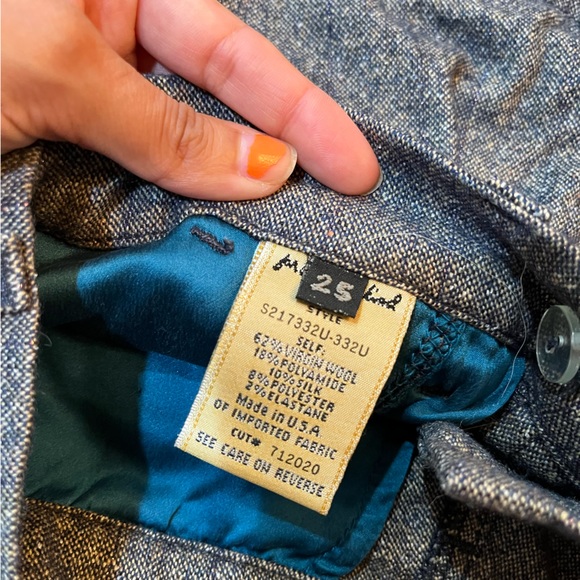 25
STYLE
S217332U-332U
SELF:
62% VIRGIN WOOL
18% POLYAMIDE
10% SILK
8% POLYESTER
2% ELASTANE
Made in U.S.A
OF IMPORTED FABRIC
CUT# 712020
SEE CARE ON REVERSE